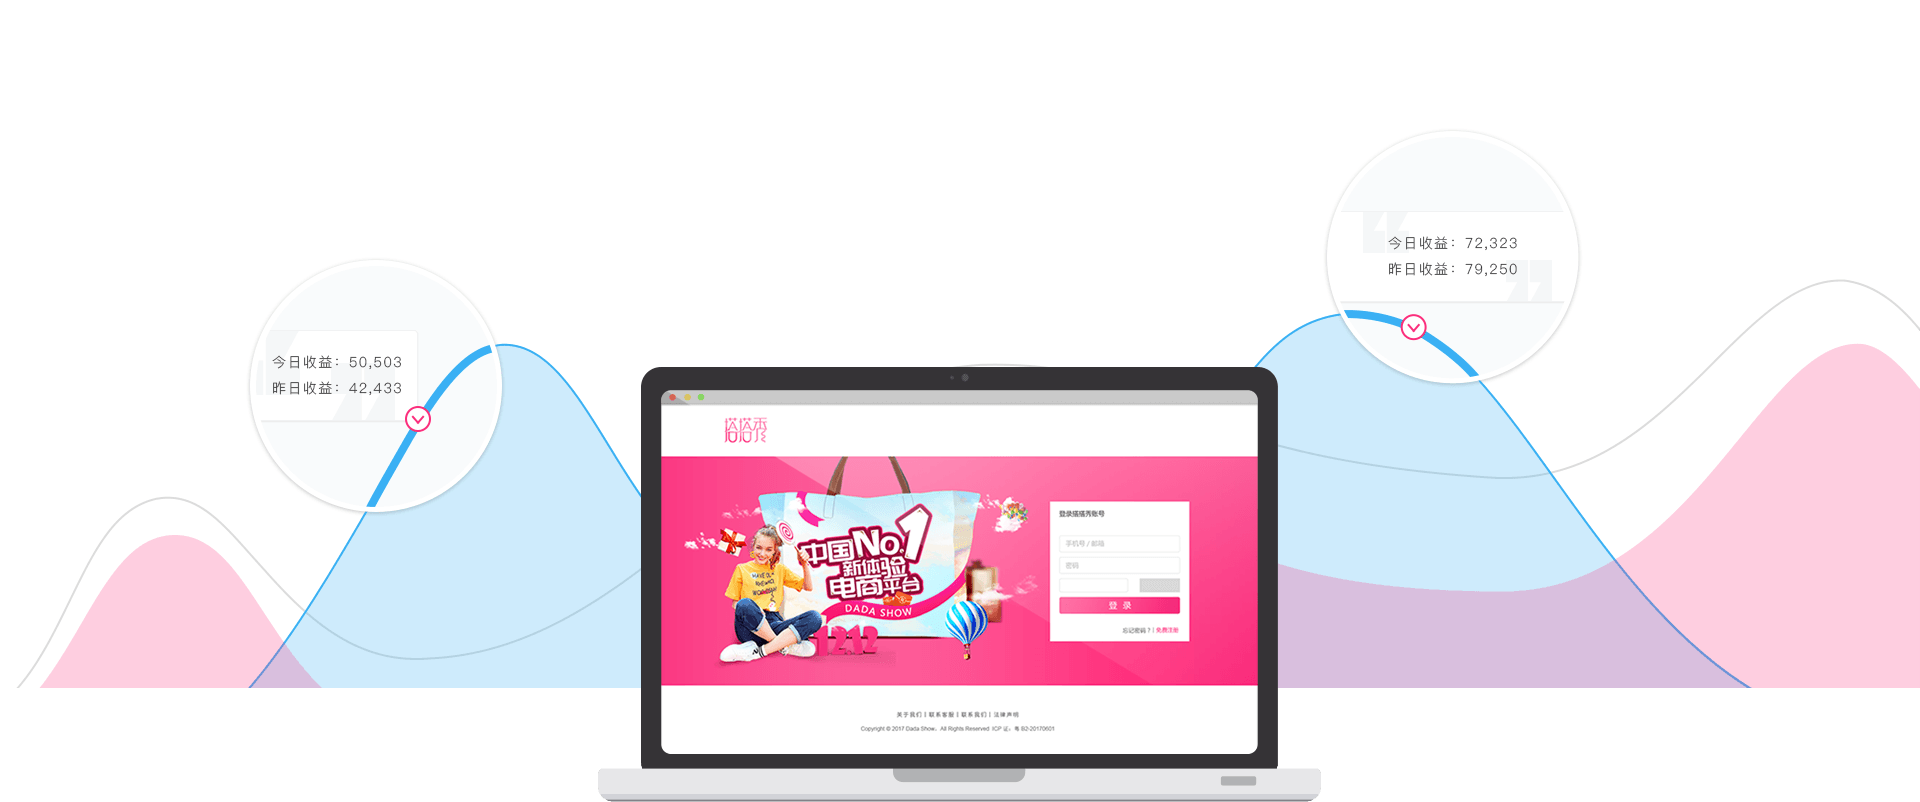 今日收益：72,323
昨日收益：79,250
今日收益：50,503
昨日收益：42,433
搭搭秀
中国No.1
新体验
电商平台
DADA SHOW
1212
登录搭搭秀账号
手机号 / 邮箱
密码
登 录
忘记密码？| 免费注册
关于我们 | 联系客服 | 联系我们 | 法律声明
Copyright © 2017 Dada Show，All Rights Reserved ICP 证：粤 B2-20170601